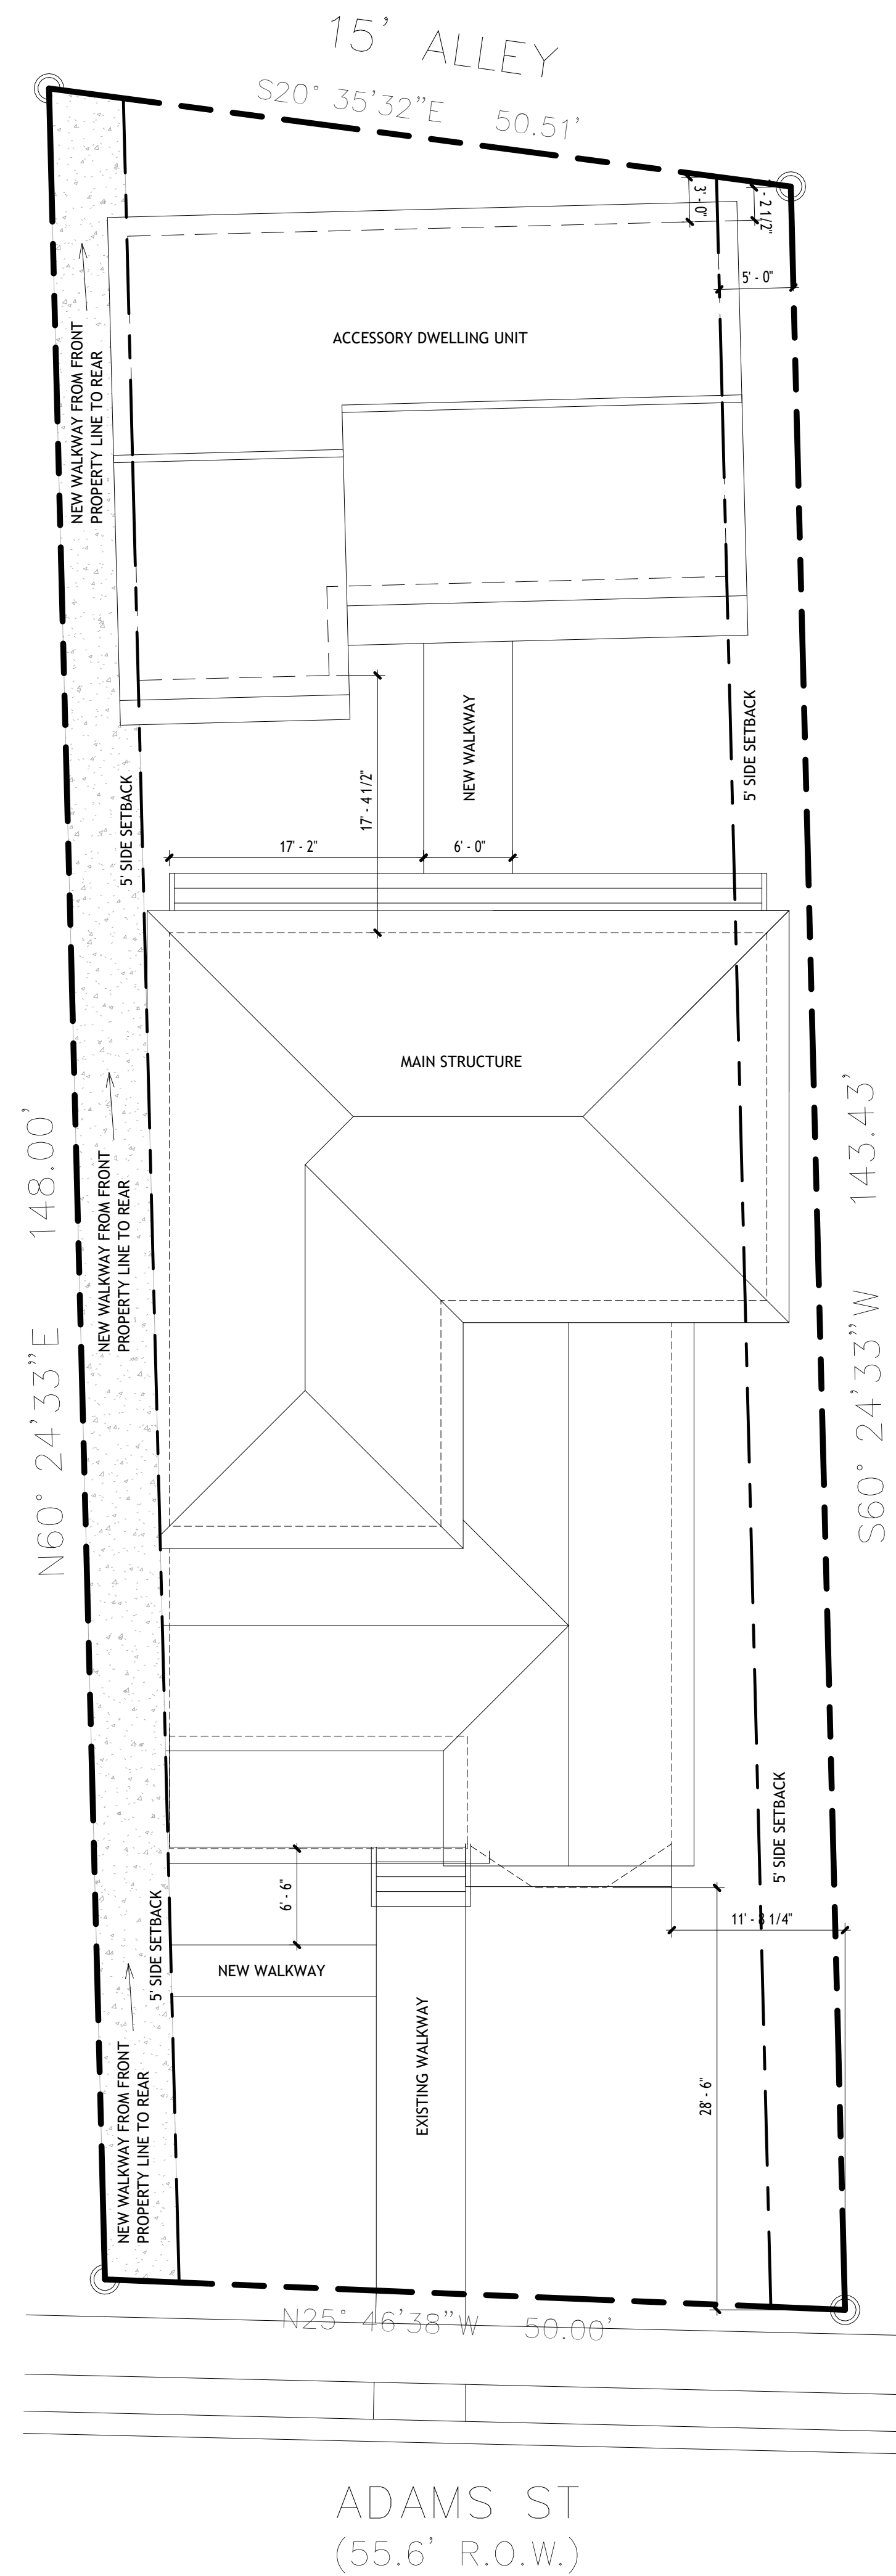 15' ALLEY
S20° 35'32"E 50.51'
3' - 0"
- 2 1/2"
5' - 0"
ACCESSORY DWELLING UNIT
NEW WALKWAY FROM FRONT
PROPERTY LINE TO REAR
NEW WALKWAY
5' SIDE SETBACK
17' - 4 1/2"
5' SIDE SETBACK
17' - 2"
6' - 0"
MAIN STRUCTURE
NEW WALKWAY FROM FRONT
PROPERTY LINE TO REAR
N60° 24'33"E 148.00'
S60° 24'33"W 143.43'
5' SIDE SETBACK
6' - 6"
5' SIDE SETBACK
11' - 8 1/4"
NEW WALKWAY
EXISTING WALKWAY
28' - 6"
NEW WALKWAY FROM FRONT
PROPERTY LINE TO REAR
N25° 46'38"W 50.00'
ADAMS ST
(55.6' R.O.W.)